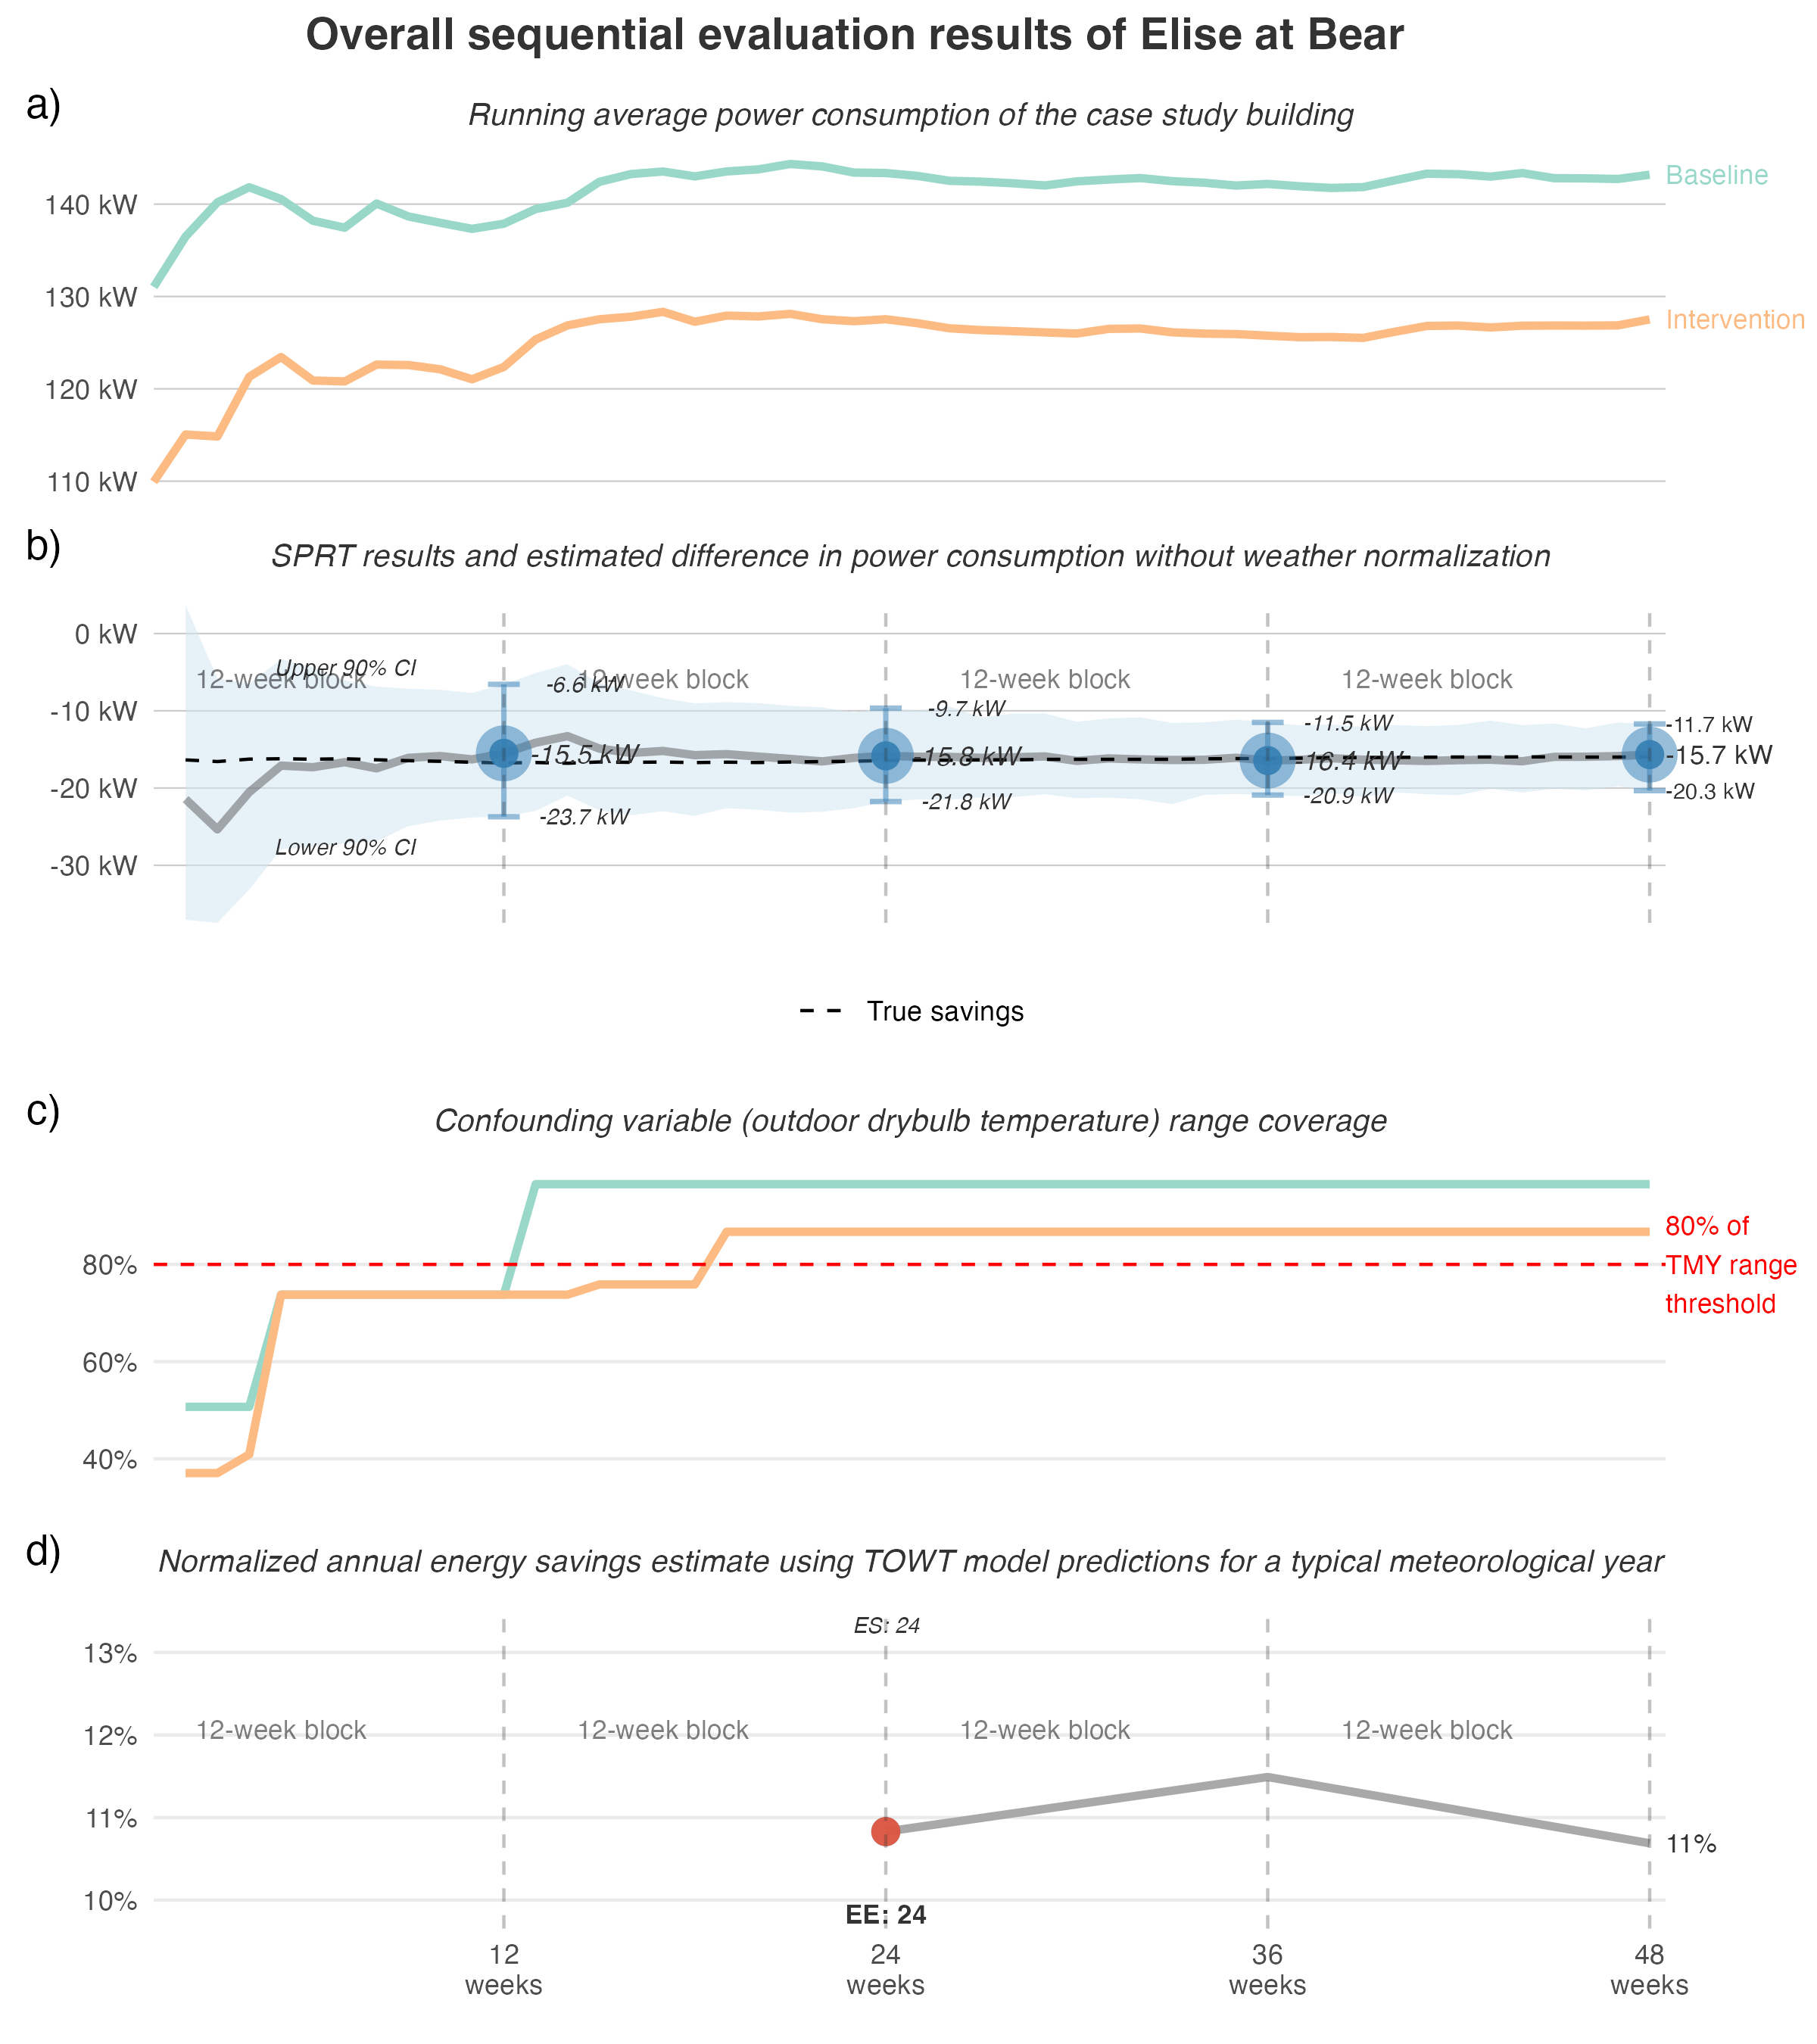 Overall sequential evaluation results of Elise at Bear
a)
Running average power consumption of the case study building
140 kW
130 kW
120 kW
110 kW
Baseline
Intervention
b)
SPRT results and estimated difference in power consumption without weather normalization
0 kW
-10 kW
-20 kW
-30 kW
Upper 90% CI
Lower 90% CI
12-week block
12-week block
12-week block
12-week block
-6.6 kW
-15.5 kW
-23.7 kW
-9.7 kW
-15.8 kW
-21.8 kW
-11.5 kW
-16.4 kW
-20.9 kW
-11.7 kW
-15.7 kW
-20.3 kW
True savings
c)
Confounding variable (outdoor drybulb temperature) range coverage
80%
60%
40%
80% of
TMY range
threshold
d)
Normalized annual energy savings estimate using TOWT model predictions for a typical meteorological year
13%
12%
11%
10%
ES: 24
12-week block
12-week block
12-week block
12-week block
11%
EE: 24
12
weeks
24
weeks
36
weeks
48
weeks